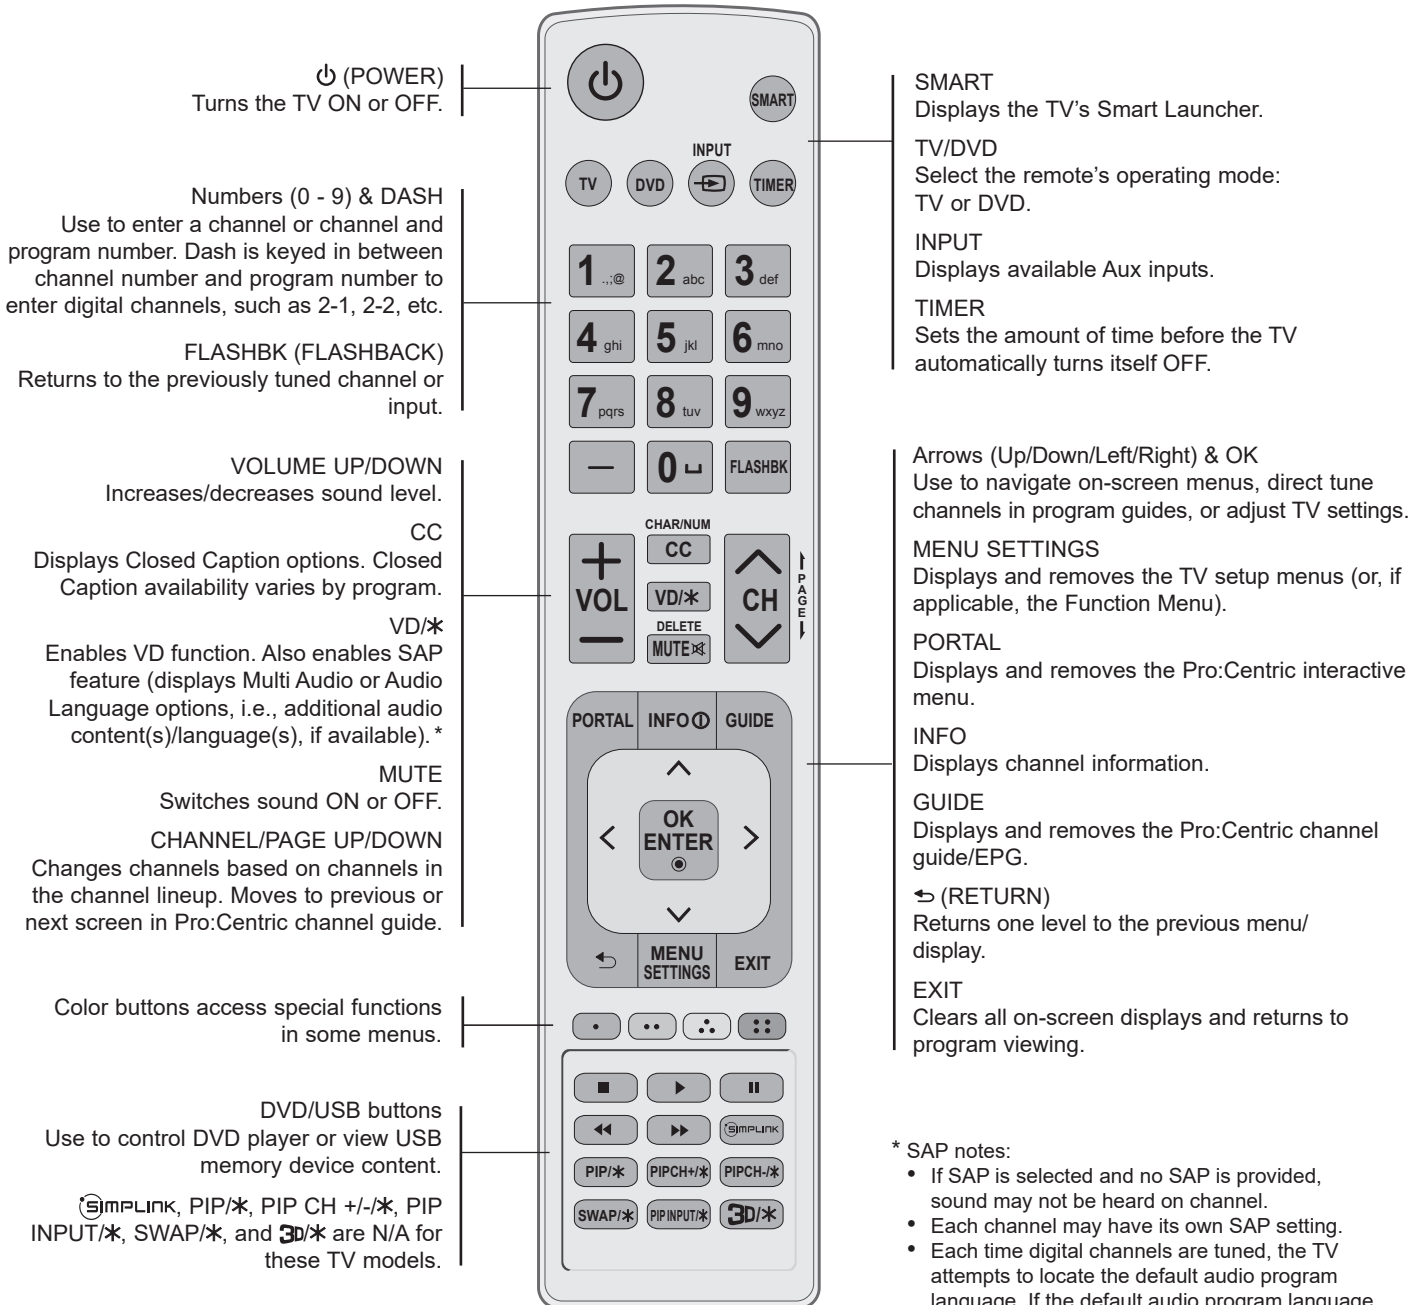 (POWER)
Turns the TV ON or OFF.
Numbers (0 - 9) & DASH
Use to enter a channel or channel and
program number. Dash is keyed in between
channel number and program number to
enter digital channels, such as 2-1, 2-2, etc.
FLASHBK (FLASHBACK)
Returns to the previously tuned channel or
input.
VOLUME UP/DOWN
Increases/decreases sound level.
CC
Displays Closed Caption options. Closed
Caption availability varies by program.
VD/*
Enables VD function. Also enables SAP
feature (displays Multi Audio or Audio
Language options, i.e., additional audio
content(s)/language(s), if available). *
MUTE
Switches sound ON or OFF.
CHANNEL/PAGE UP/DOWN
Changes channels based on channels in
the channel lineup. Moves to previous or
next screen in Pro:Centric channel guide.
Color buttons access special functions
in some menus.
DVD/USB buttons
Use to control DVD player or view USB
memory device content.
SIMPLINK, PIP/*, PIP CH +/-/*, PIP
INPUT/*, SWAP/*, and 3D/* are N/A for
these TV models.
SMART
INPUT
TV DVD TIMER
1 .,;@ 2 abc 3 def
4 ghi 5 jkl 6 mno
7 pqrs 8 tuv 9 wxyz
— 0 FLASHBK
CHAR/NUM
CC
VOL VD/* CH PAGE
DELETE
MUTE
PORTAL INFO GUIDE
OK
ENTER
MENU
SETTINGS EXIT
SIMPLINK
PIP/* PIPCH+/* PIPCH-/*
SWAP/* PIP INPUT/* 3D/*
SMART
Displays the TV's Smart Launcher.
TV/DVD
Select the remote's operating mode:
TV or DVD.
INPUT
Displays available Aux inputs.
TIMER
Sets the amount of time before the TV
automatically turns itself OFF.
Arrows (Up/Down/Left/Right) & OK
Use to navigate on-screen menus, direct tune
channels in program guides, or adjust TV settings.
MENU SETTINGS
Displays and removes the TV setup menus (or, if
applicable, the Function Menu).
PORTAL
Displays and removes the Pro:Centric interactive
menu.
INFO
Displays channel information.
GUIDE
Displays and removes the Pro:Centric channel
guide/EPG.
(RETURN)
Returns one level to the previous menu/
display.
EXIT
Clears all on-screen displays and returns to
program viewing.
* SAP notes:
• If SAP is selected and no SAP is provided,
sound may not be heard on channel.
• Each channel may have its own SAP setting.
• Each time digital channels are tuned, the TV
attempts to locate the default audio program
language. If the default audio program language